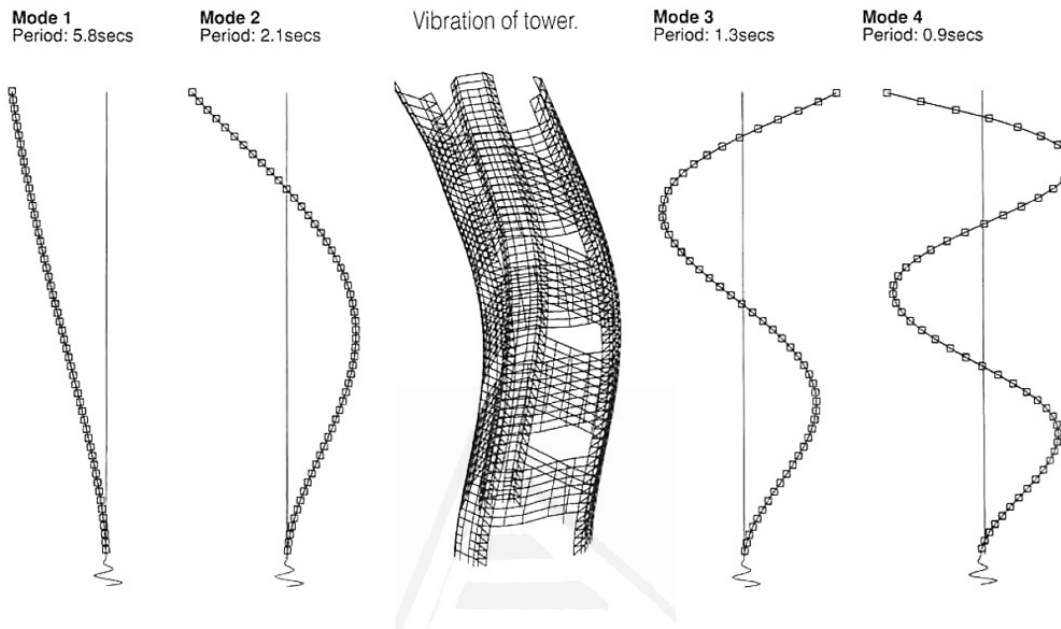 Mode 1
Period: 5.8secs
Mode 2
Period: 2.1secs
Vibration of tower.
Mode 3
Period: 1.3secs
Mode 4
Period: 0.9secs